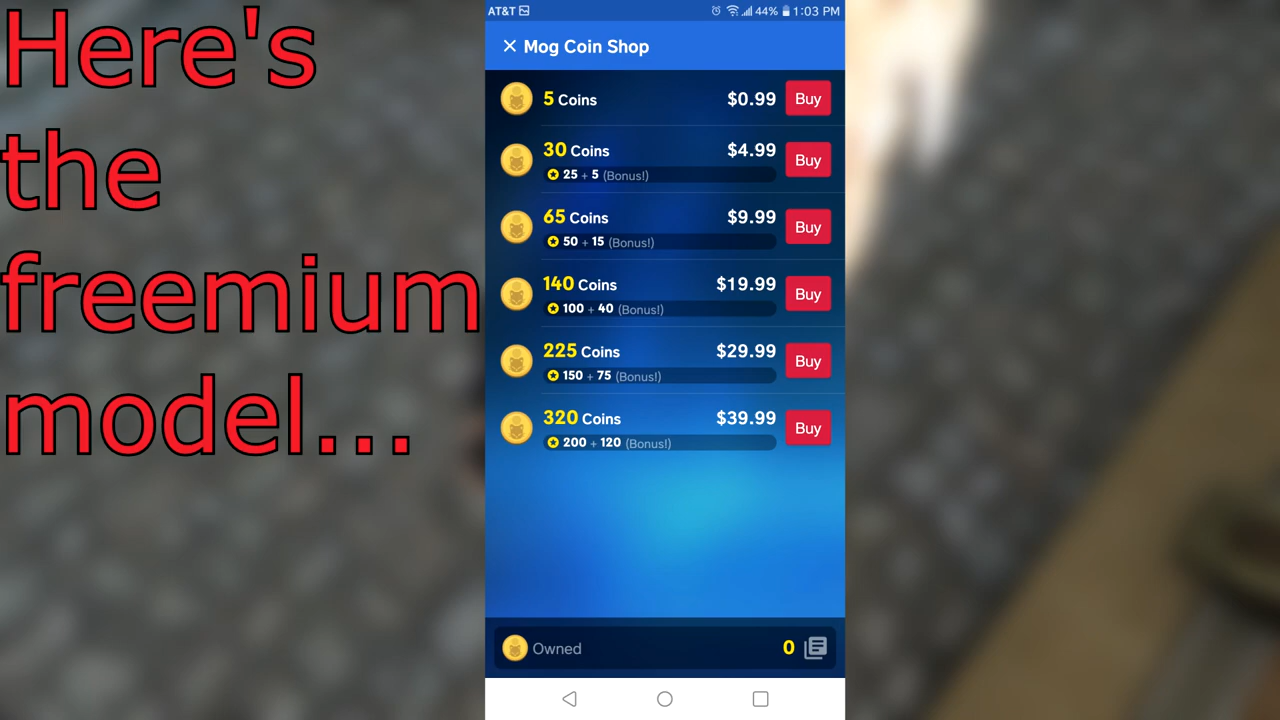 Here's
the
freemium
model...
AT&T 44% 1:03 PM
Mog Coin Shop
5 Coins $0.99 Buy
30 Coins $4.99 Buy
25 + 5 (Bonus!)
65 Coins $9.99 Buy
50 + 15 (Bonus!)
140 Coins $19.99 Buy
100 + 40 (Bonus!)
225 Coins $29.99 Buy
150 + 75 (Bonus!)
320 Coins $39.99 Buy
200 + 120 (Bonus!)
Owned 0